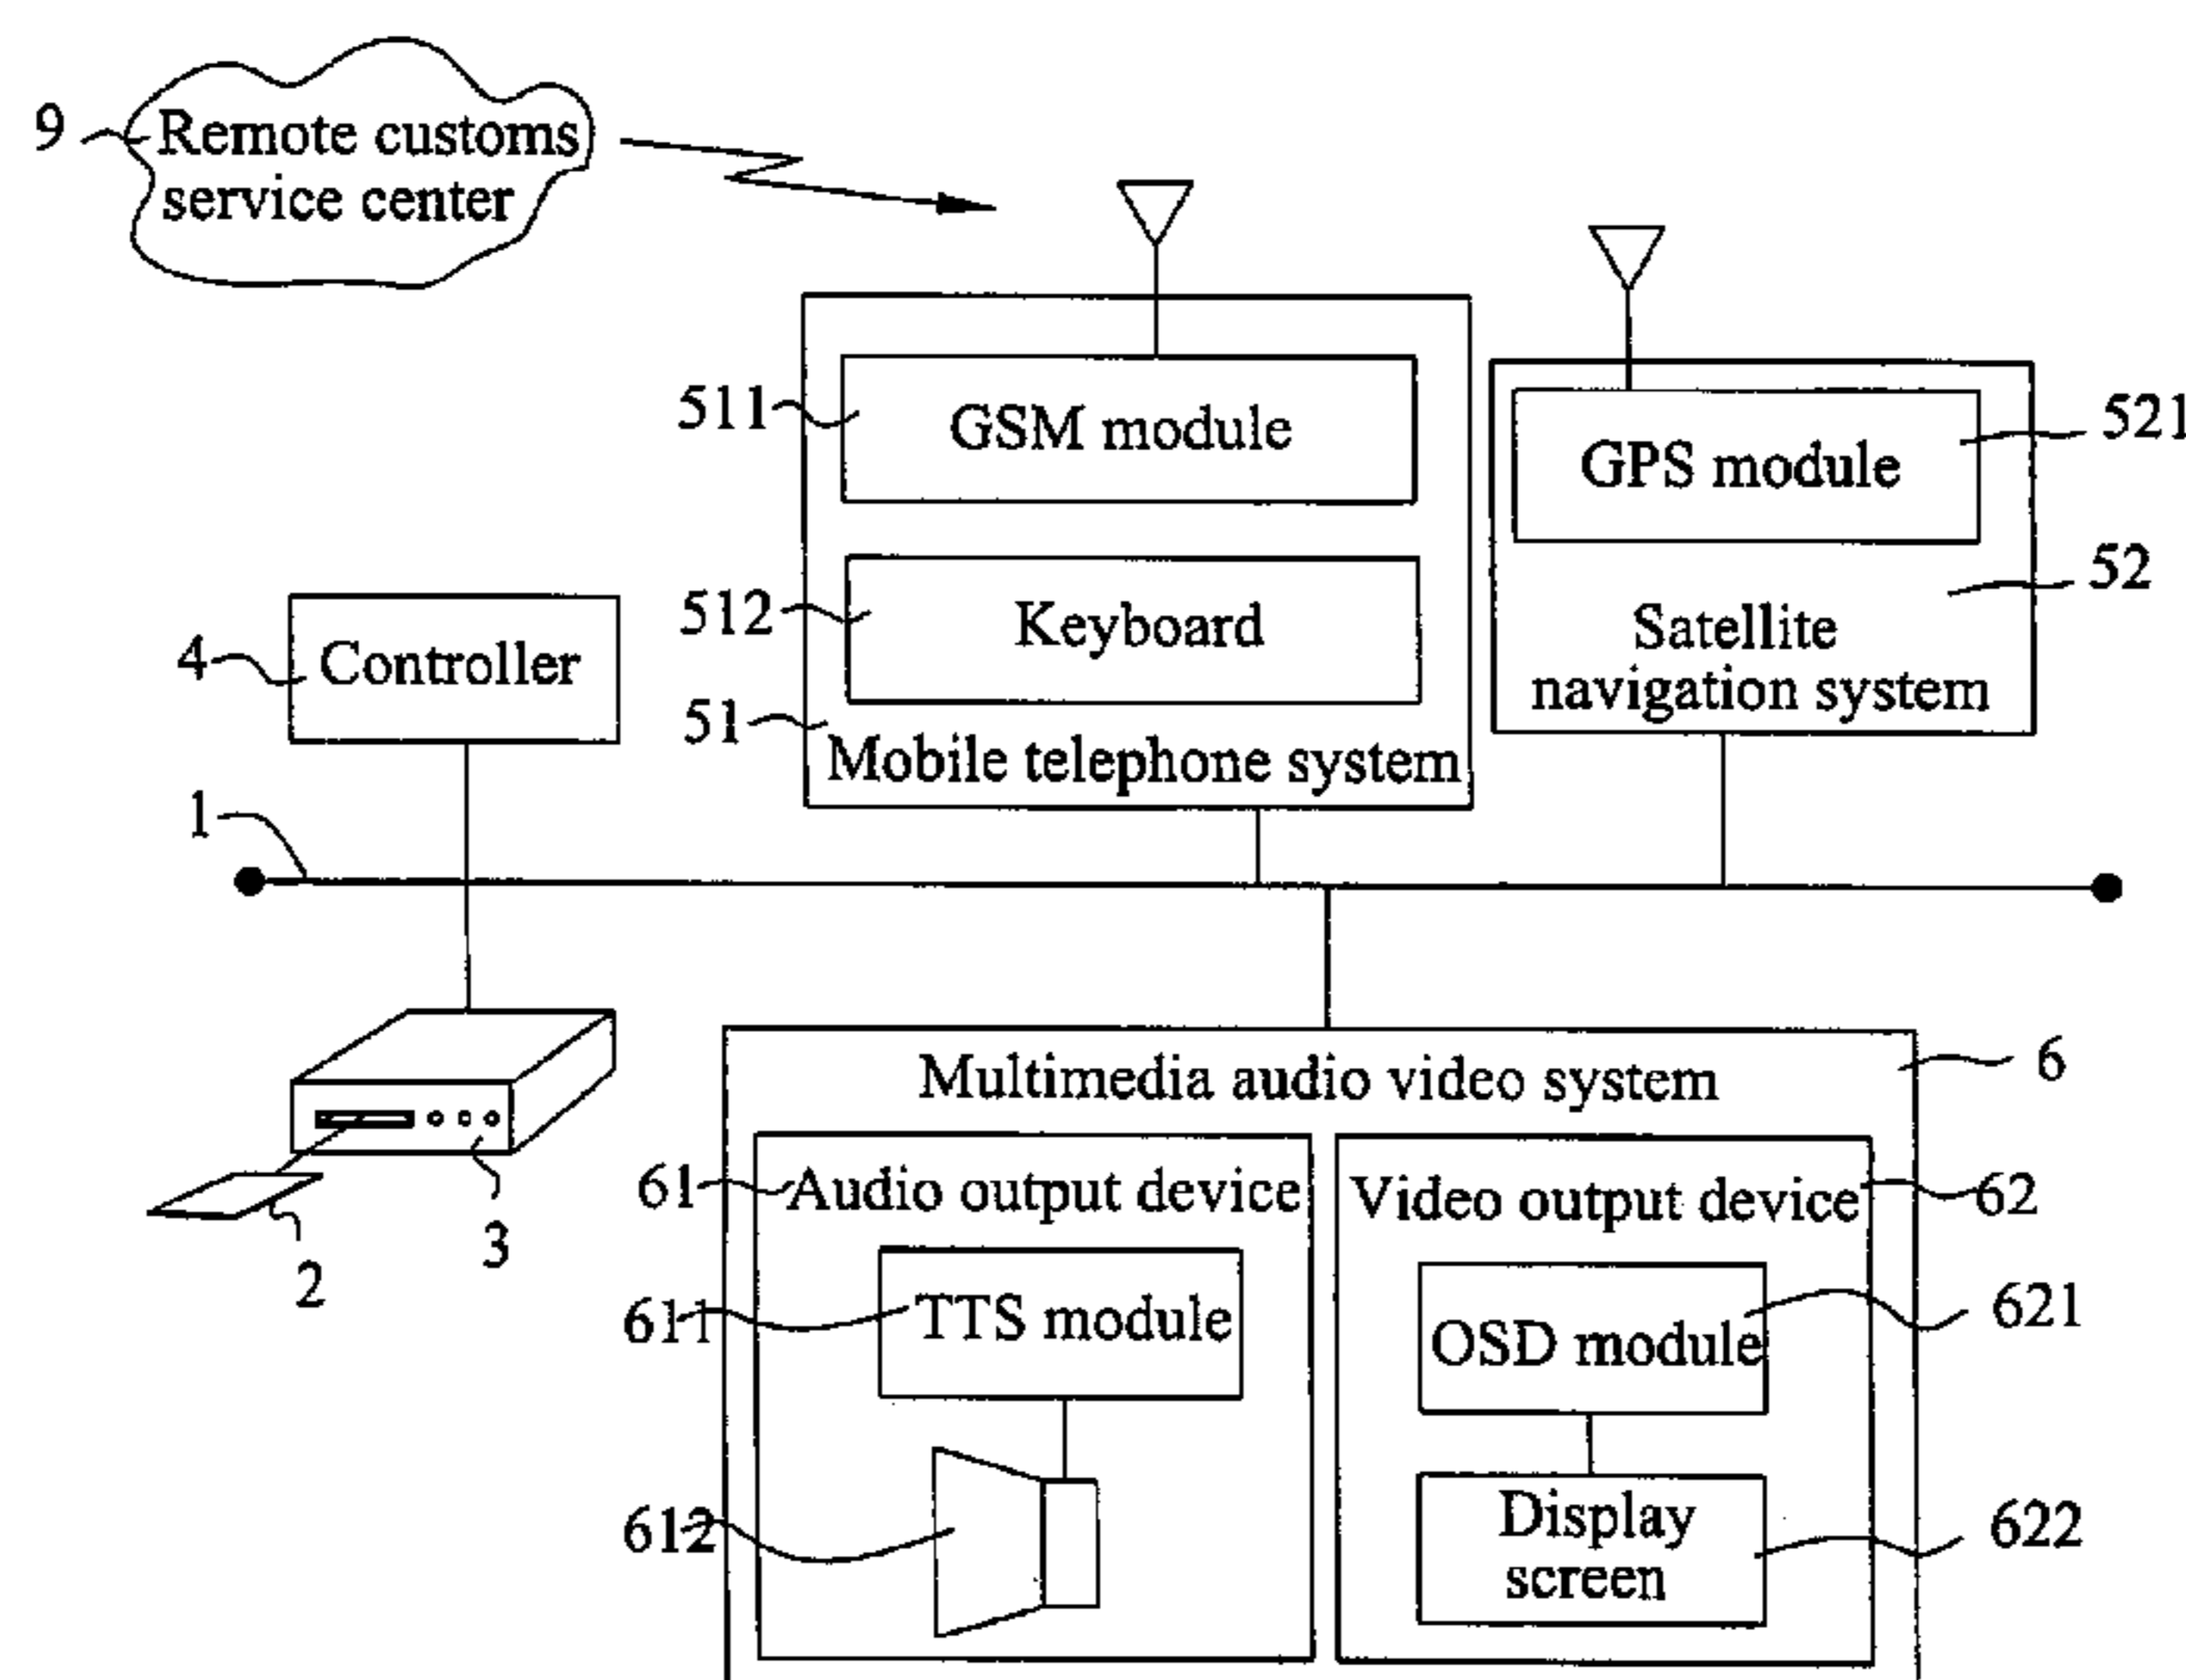 9
Remote customs
service center
511
GSM module
GPS module
521
512
Keyboard
52
Satellite
navigation system
4
Controller
51
Mobile telephone system
1
Multimedia audio video system
6
61
Audio output device
Video output device
62
3
2
611
TTS module
OSD module
621
612
Display
screen
622